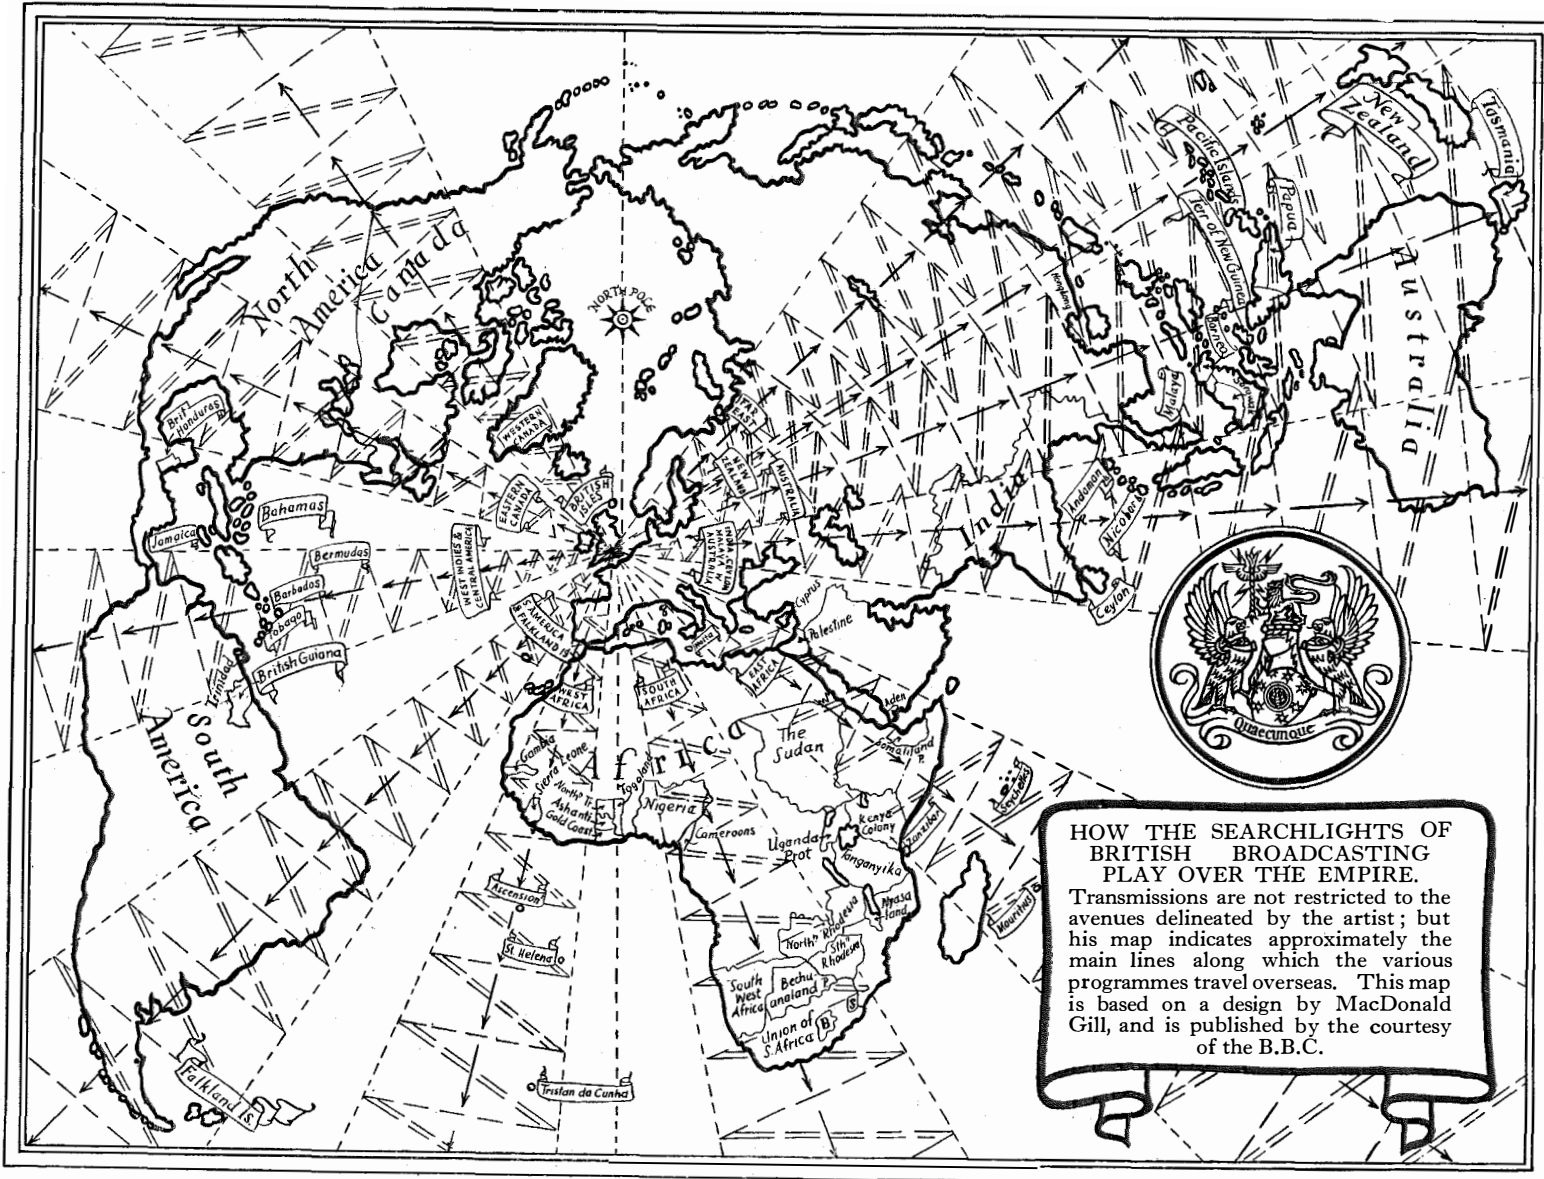 New
Zealand
Tasmania
Pacific Islands
Papua
Terr of New Guinea
Hongkong
Borneo
Malaya
Australia
North
America
Canada
NORTH POLE
Brit
Honduras
WESTERN
CANADA
FAR
EAST
NEW
ZEALAND
AUSTRALIA
EASTERN
CANADA
BRITISH
ISLES
INDIA, CEYLON
MALAYA, W.
AUSTRALIA
WEST INDIES &
CENTRAL AMERICA
India
Andaman Is
Nicobar Is
Ceylon
Bahamas
Jamaica
Bermudas
Barbados
Tobago
British Guiana
Trinidad
S. AMERICA
& FALKLAND IS
WEST
AFRICA
SOUTH
AFRICA
EAST
AFRICA
Malta
Cyprus
Palestine
Aden
South
America
Africa
Gambia
Sierra Leone
North^n Tr.
Ashanti
Gold Coast
Togoland
Nigeria
Cameroons
The
Sudan
Somaliland
P.
Kenya
Colony
Uganda
Prot
Zanzibar
Tanganyika
Nyasa
land
North^n Rhodesia
Sth^n
Rhodesia
South
West
Africa
Bechu
analand P.
S
B
Union of
S. Africa
Seychelles
Mauritius
Ascension
St. Helena
Tristan da Cunha
Falkland Is.
QUAECUNQUE
HOW THE SEARCHLIGHTS OF
BRITISH BROADCASTING
PLAY OVER THE EMPIRE.
Transmissions are not restricted to the
avenues delineated by the artist; but
his map indicates approximately the
main lines along which the various
programmes travel overseas. This map
is based on a design by MacDonald
Gill, and is published by the courtesy
of the B.B.C.